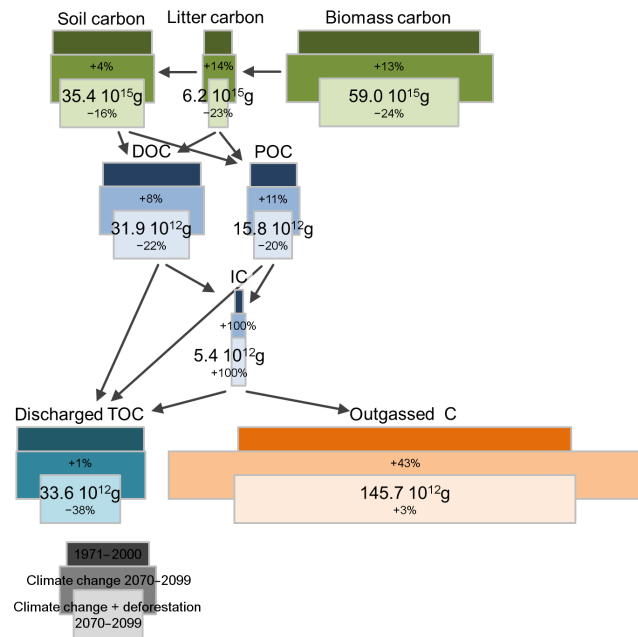 Soil carbon
Litter carbon
Biomass carbon
+4%
+14%
+13%
35.4 10¹⁵g
6.2 10¹⁵g
59.0 10¹⁵g
−16%
−23%
−24%
DOC
POC
+8%
+11%
31.9 10¹²g
15.8 10¹²g
−22%
−20%
IC
+100%
5.4 10¹²g
+100%
Discharged TOC
Outgassed C
+1%
+43%
33.6 10¹²g
145.7 10¹²g
−38%
+3%
1971–2000
Climate change 2070–2099
Climate change + deforestation
2070–2099